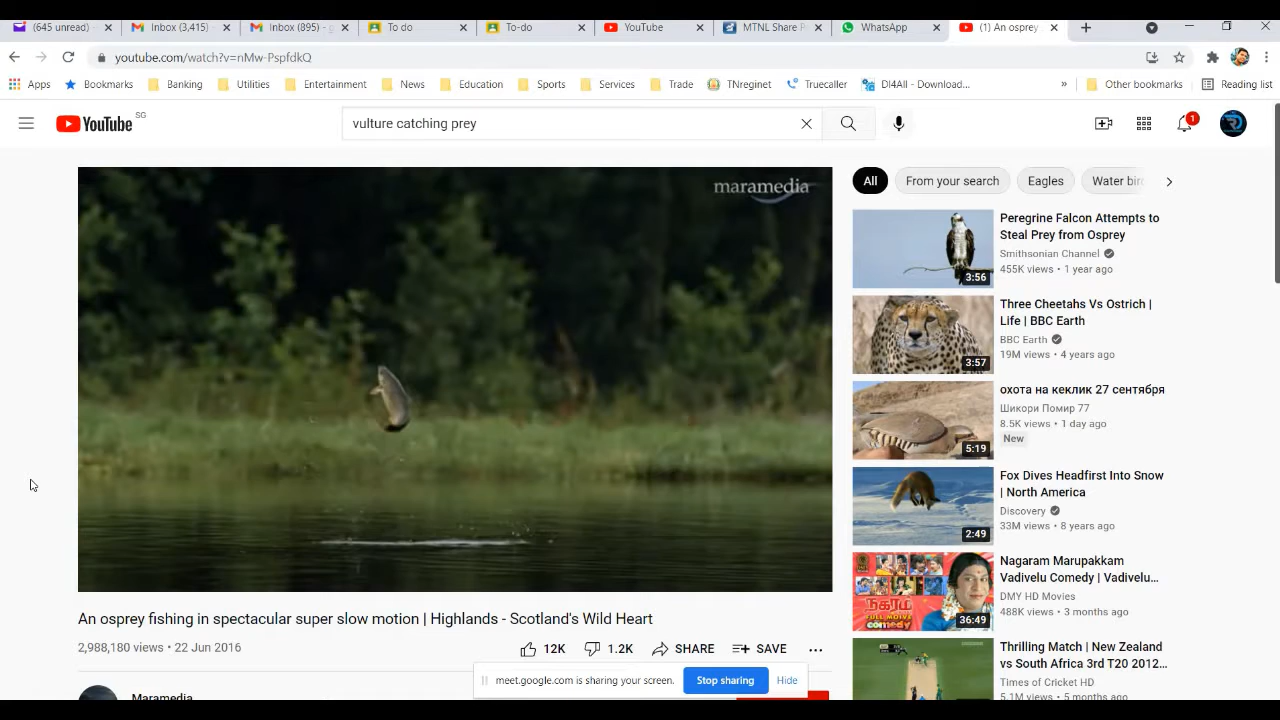 (645 unread)
Inbox (3,415)
Inbox (895)
To do
To-do
YouTube
MTNL Share P
WhatsApp
(1) An osprey
youtube.com/watch?v=nMw-PspfdkQ
Apps
Bookmarks
Banking
Utilities
Entertainment
News
Education
Sports
Services
Trade
TNreginet
Truecaller
DI4All - Download...
»
Other bookmarks
Reading list
YouTube SG
vulture catching prey
1
maramedia
All
From your search
Eagles
Water bir
3:56
Peregrine Falcon Attempts to
Steal Prey from Osprey
Smithsonian Channel
455K views • 1 year ago
3:57
Three Cheetahs Vs Ostrich |
Life | BBC Earth
BBC Earth
19M views • 4 years ago
5:19
охота на кеклик 27 сентября
Шикори Помир 77
8.5K views • 1 day ago
New
2:49
Fox Dives Headfirst Into Snow
| North America
Discovery
33M views • 8 years ago
36:49
Nagaram Marupakkam
Vadivelu Comedy | Vadivelu...
DMY HD Movies
488K views • 3 months ago
Thrilling Match | New Zealand
vs South Africa 3rd T20 2012...
Times of Cricket HD
5.1M views • 5 months ago
An osprey fishing in spectacular super slow motion | Highlands - Scotland's Wild Heart
2,988,180 views • 22 Jun 2016
12K
1.2K
SHARE
SAVE
Maramedia
meet.google.com is sharing your screen.
Stop sharing
Hide